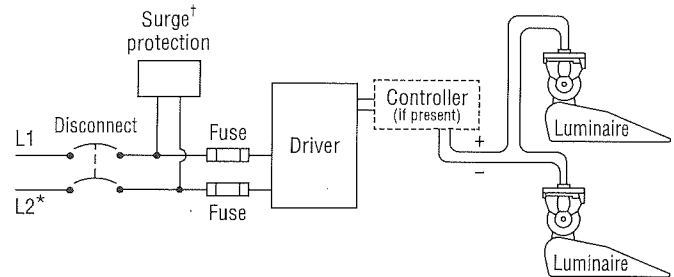 Surge†
protection
Disconnect
L1
Fuse
L2*
Fuse
Driver
Controller
(if present)
+
–
Luminaire
Luminaire